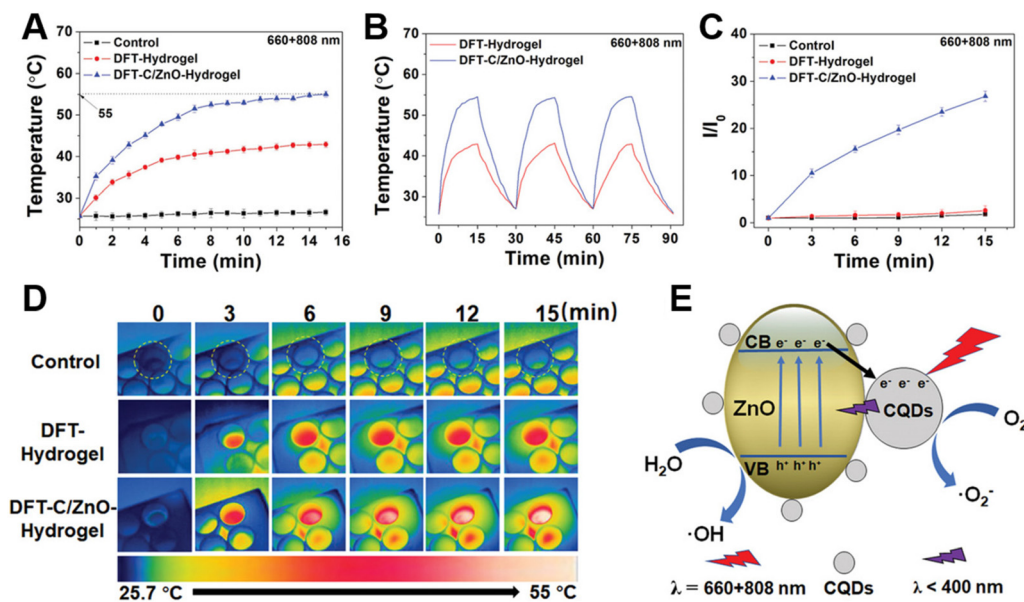 A
660+808 nm
Control
DFT-Hydrogel
DFT-C/ZnO-Hydrogel
55
Temperature (°C)
70
60
50
40
30
0 2 4 6 8 10 12 14 16
Time (min)
B
660+808 nm
DFT-Hydrogel
DFT-C/ZnO-Hydrogel
Temperature (°C)
70
60
50
40
30
0 15 30 45 60 75 90
Time (min)
C
660+808 nm
Control
DFT-Hydrogel
DFT-C/ZnO-Hydrogel
I/I0
40
30
20
10
0
0 3 6 9 12 15
Time (min)
D
0 3 6 9 12 15(min)
Control
DFT-
Hydrogel
DFT-C/ZnO-
Hydrogel
25.7 °C 55 °C
E
CB e- e- e-
e- e- e-
ZnO
CQDs
O2
H2O
VB h+ h+ h+
·O2-
·OH
λ = 660+808 nm CQDs λ < 400 nm